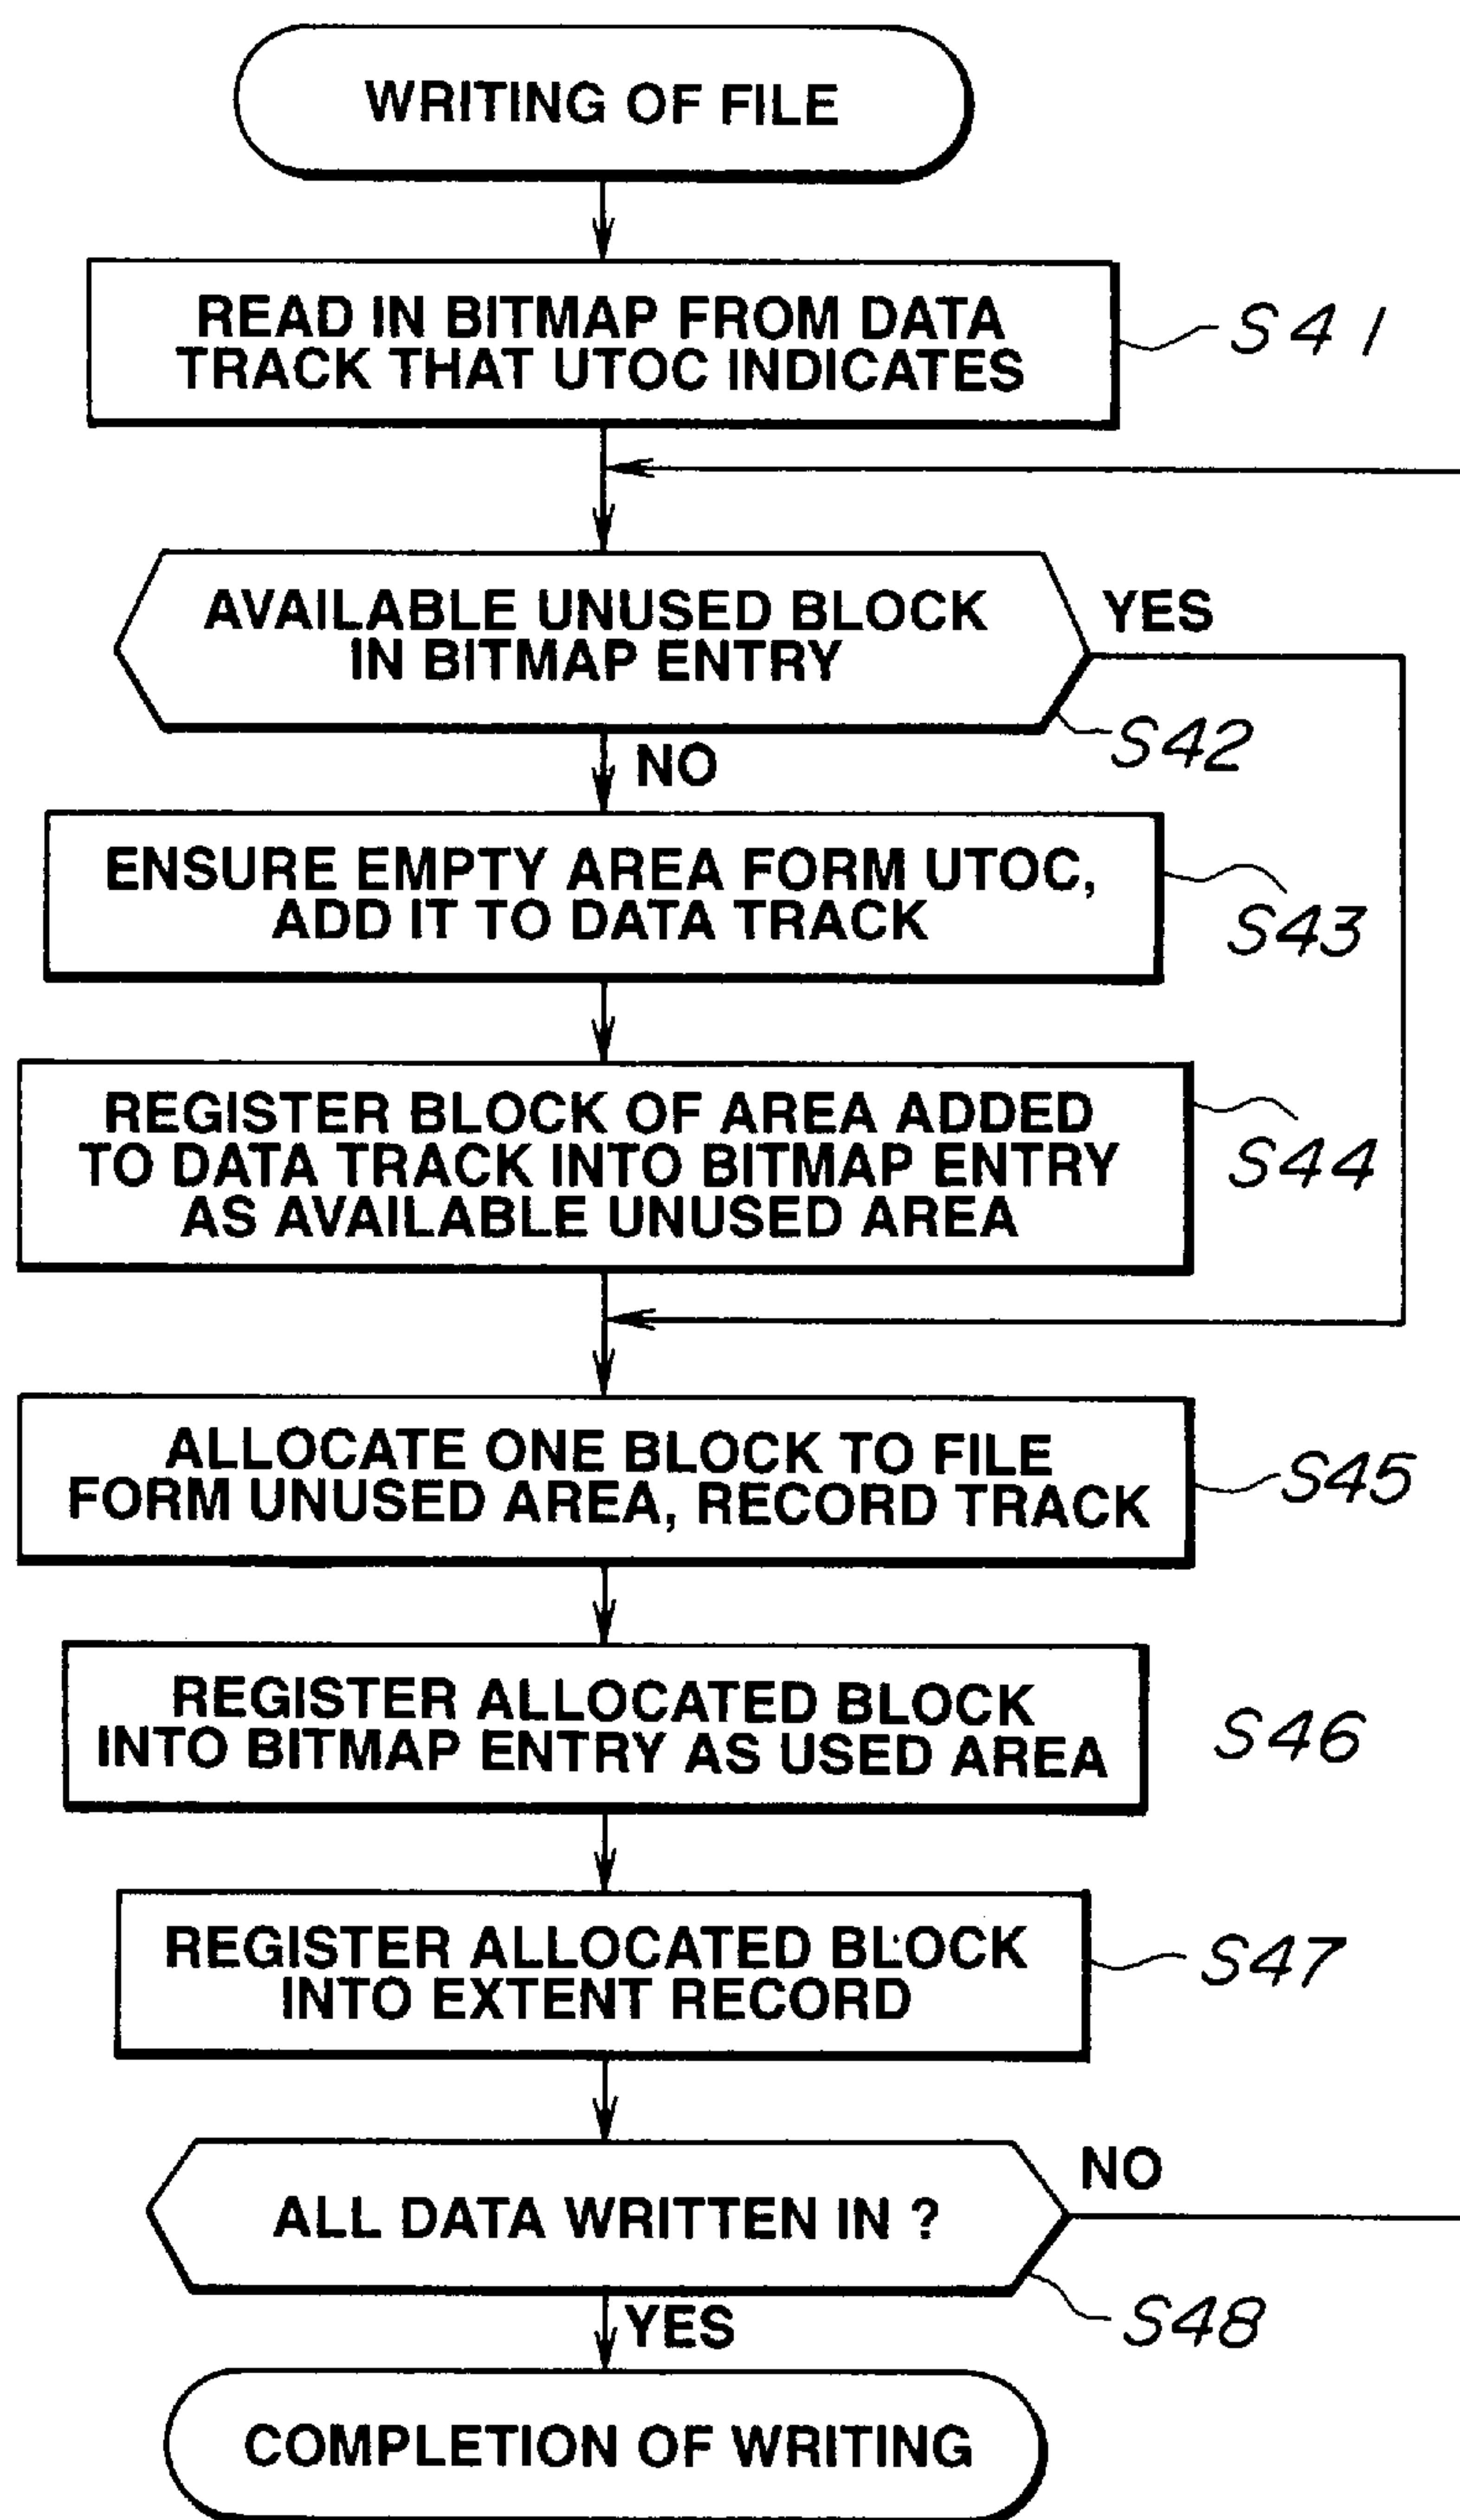 WRITING OF FILE
READ IN BITMAP FROM DATA
TRACK THAT UTOC INDICATES
S41
AVAILABLE UNUSED BLOCK
IN BITMAP ENTRY
YES
S42
NO
ENSURE EMPTY AREA FORM UTOC,
ADD IT TO DATA TRACK
S43
REGISTER BLOCK OF AREA ADDED
TO DATA TRACK INTO BITMAP ENTRY
AS AVAILABLE UNUSED AREA
S44
ALLOCATE ONE BLOCK TO FILE
FORM UNUSED AREA, RECORD TRACK
S45
REGISTER ALLOCATED BLOCK
INTO BITMAP ENTRY AS USED AREA
S46
REGISTER ALLOCATED BLOCK
INTO EXTENT RECORD
S47
ALL DATA WRITTEN IN ?
NO
S48
YES
COMPLETION OF WRITING